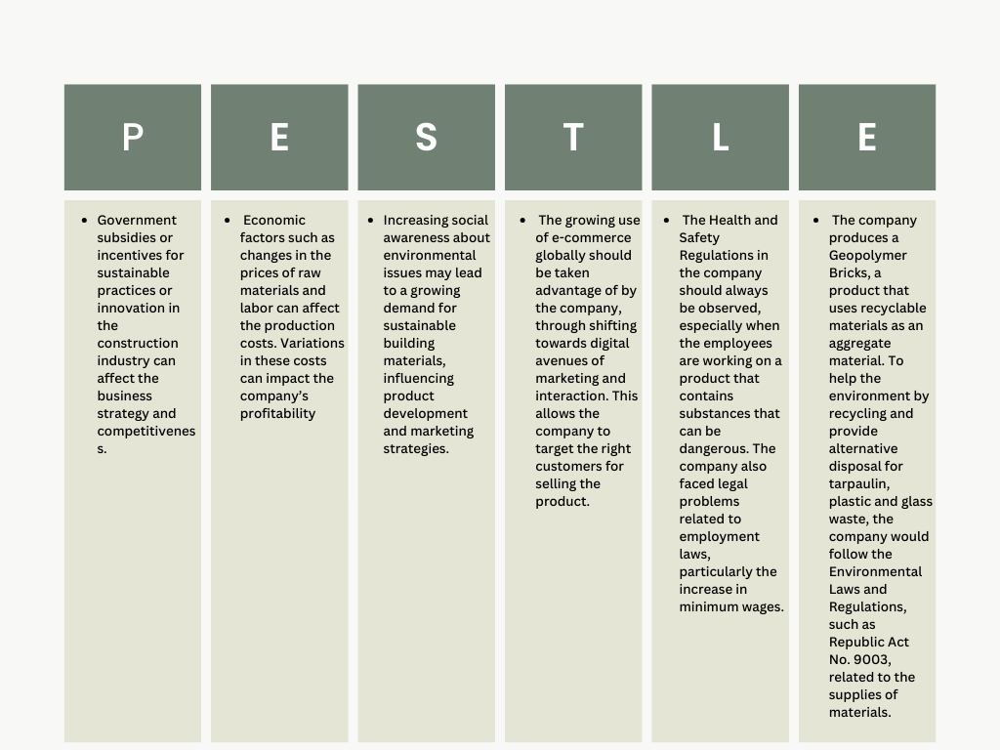 P
E
S
T
L
E
• Government
subsidies or
incentives for
sustainable
practices or
innovation in
the
construction
industry can
affect the
business
strategy and
competitivenes
s.
• Economic
factors such as
changes in the
prices of raw
materials and
labor can affect
the production
costs. Variations
in these costs
can impact the
company’s
profitability
• Increasing social
awareness about
environmental
issues may lead
to a growing
demand for
sustainable
building
materials,
influencing
product
development
and marketing
strategies.
• The growing use
of e-commerce
globally should
be taken
advantage of by
the company,
through shifting
towards digital
avenues of
marketing and
interaction. This
allows the
company to
target the right
customers for
selling the
product.
• The Health and
Safety
Regulations in
the company
should always
be observed,
especially when
the employees
are working on a
product that
contains
substances that
can be
dangerous. The
company also
faced legal
problems
related to
employment
laws,
particularly the
increase in
minimum wages.
• The company
produces a
Geopolymer
Bricks, a
product that
uses recyclable
materials as an
aggregate
material. To
help the
environment by
recycling and
provide
alternative
disposal for
tarpaulin,
plastic and glass
waste, the
company would
follow the
Environmental
Laws and
Regulations,
such as
Republic Act
No. 9003,
related to the
supplies of
materials.